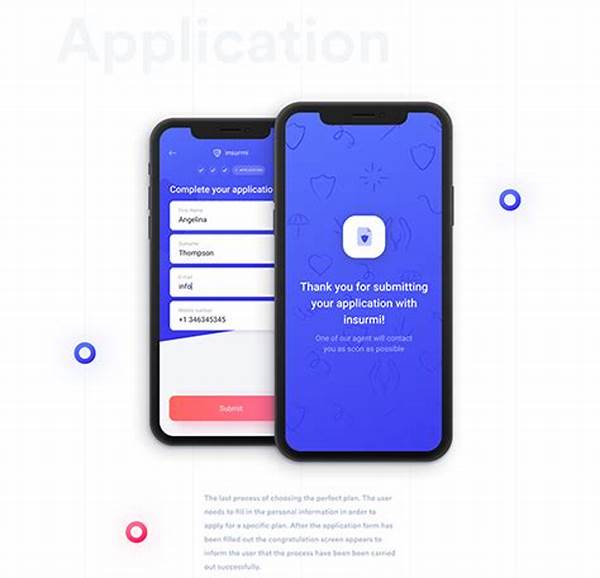 Application
insurmi
4 APPLICATION
Complete your applicatio
First Name
Angelina
Surname
Thompson
E-mail
info
Mobile number
+1 346345345
Submit
Thank you for submitting
your application with
insurmi!
One of our agent will contact
you as soon as possible
The last process of choosing the perfect plan. The user
needs to fill in the personal information in order to
apply for a specific plan. After the application form has
been filled out the congratulation screen appears to
inform the user that the process have been been carried
out successfully.